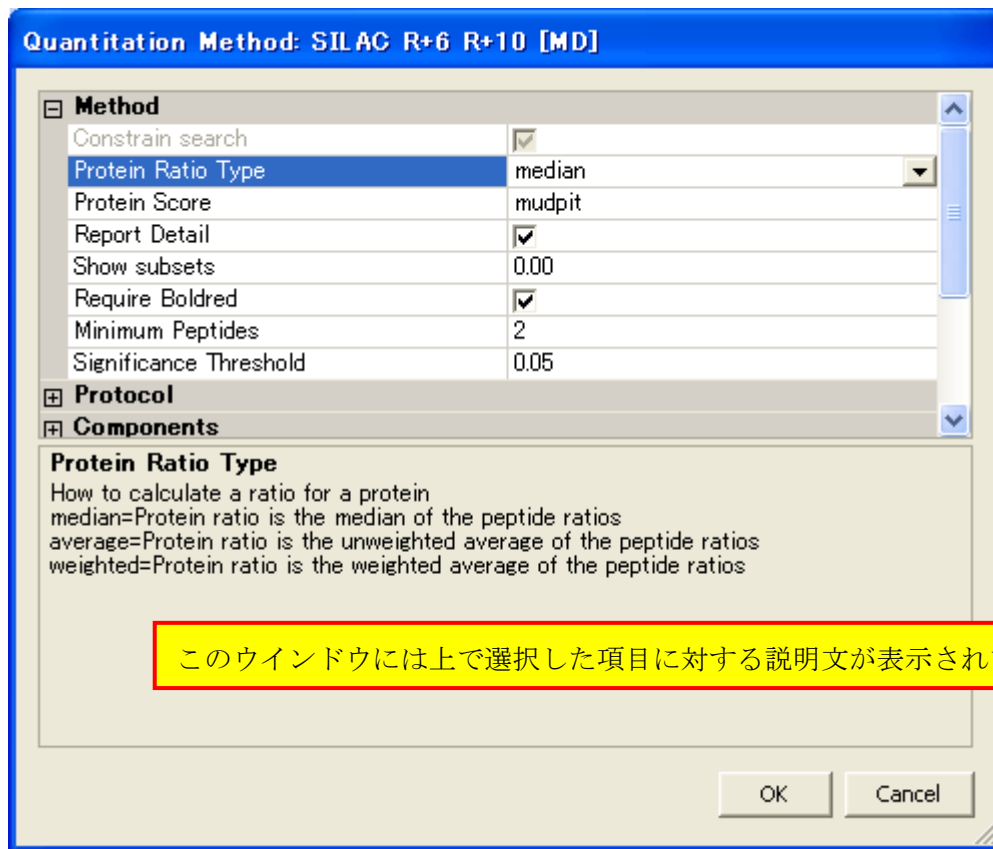 Quantitation Method: SILAC R+6 R+10 [MD]
Method
Constrain search
Protein Ratio Type median
Protein Score mudpit
Report Detail
Show subsets 0.00
Require Boldred
Minimum Peptides 2
Significance Threshold 0.05
Protocol
Components
Protein Ratio Type
How to calculate a ratio for a protein
median=Protein ratio is the median of the peptide ratios
average=Protein ratio is the unweighted average of the peptide ratios
weighted=Protein ratio is the weighted average of the peptide ratios
このウインドウには上で選択した項目に対する説明文が表示され
OK Cancel